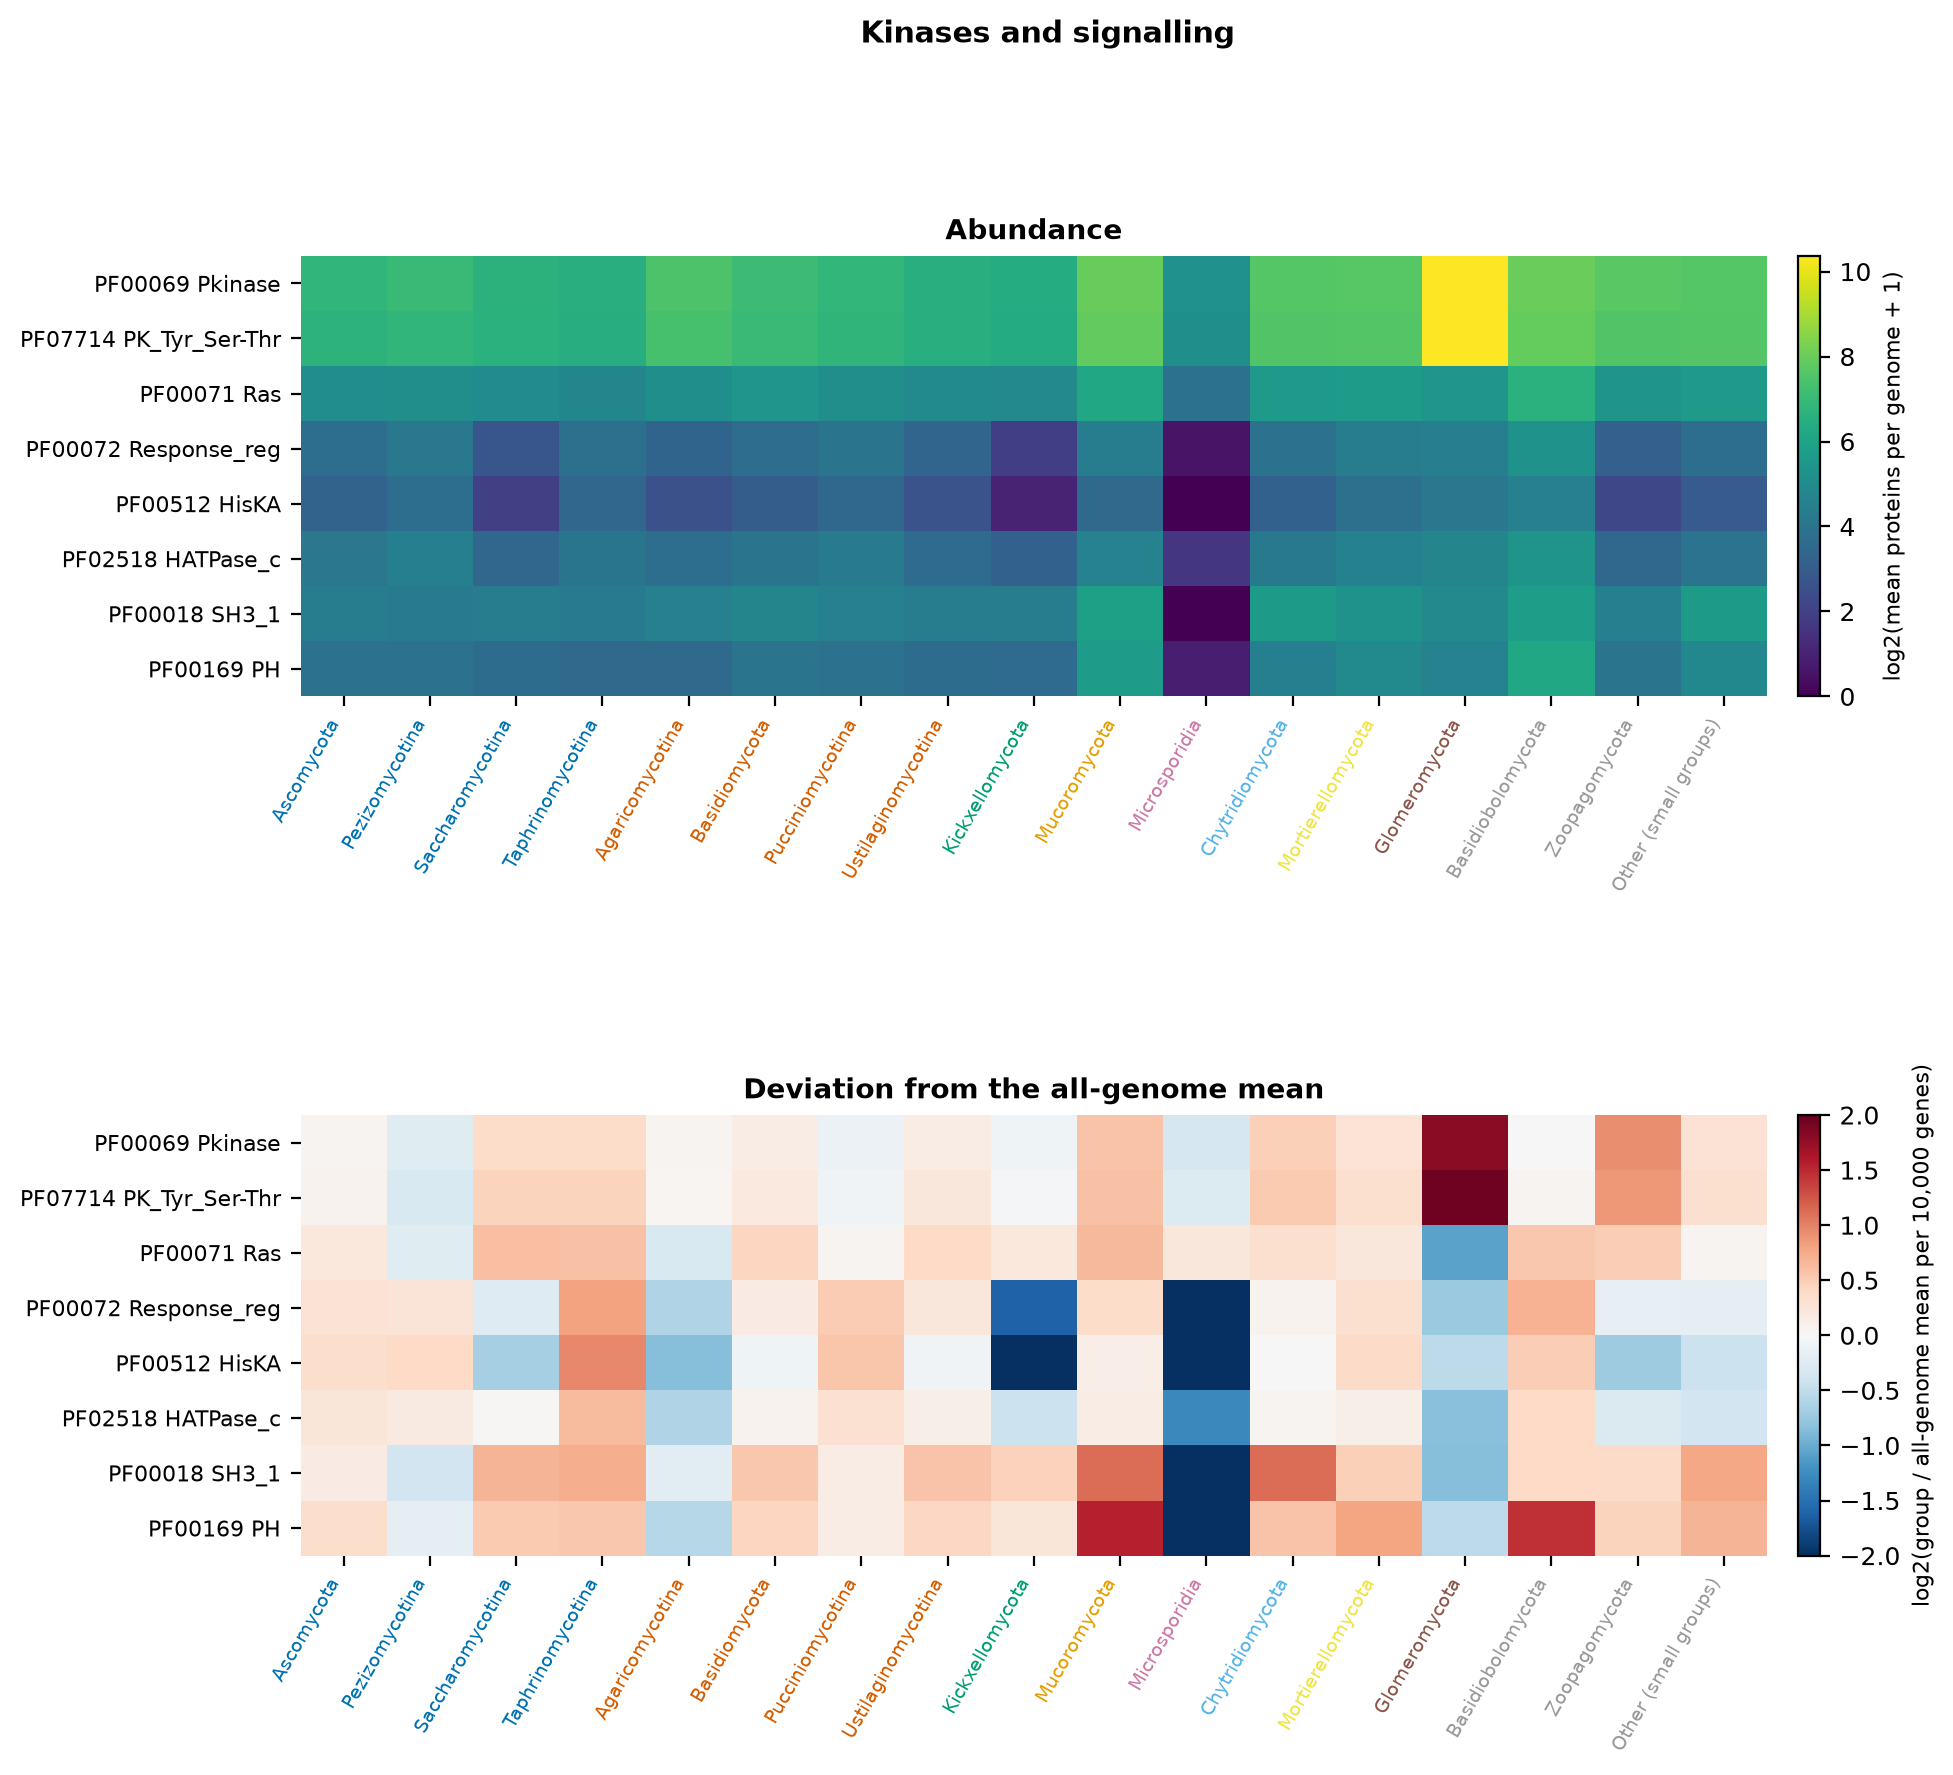 Kinases and signalling
Abundance
PF00069 Pkinase
PF07714 PK_Tyr_Ser-Thr
PF00071 Ras
PF00072 Response_reg
PF00512 HisKA
PF02518 HATPase_c
PF00018 SH3_1
PF00169 PH
Ascomycota
Pezizomycotina
Saccharomycotina
Taphrinomycotina
Agaricomycotina
Basidiomycota
Pucciniomycotina
Ustilaginomycotina
Kickxellomycota
Mucoromycota
Microsporidia
Chytridiomycota
Mortierellomycota
Glomeromycota
Basidiobolomycota
Zoopagomycota
Other (small groups)
10
8
6
4
2
0
log2(mean proteins per genome + 1)
Deviation from the all-genome mean
PF00069 Pkinase
PF07714 PK_Tyr_Ser-Thr
PF00071 Ras
PF00072 Response_reg
PF00512 HisKA
PF02518 HATPase_c
PF00018 SH3_1
PF00169 PH
Ascomycota
Pezizomycotina
Saccharomycotina
Taphrinomycotina
Agaricomycotina
Basidiomycota
Pucciniomycotina
Ustilaginomycotina
Kickxellomycota
Mucoromycota
Microsporidia
Chytridiomycota
Mortierellomycota
Glomeromycota
Basidiobolomycota
Zoopagomycota
Other (small groups)
2.0
1.5
1.0
0.5
0.0
−0.5
−1.0
−1.5
−2.0
log2(group / all-genome mean per 10,000 genes)